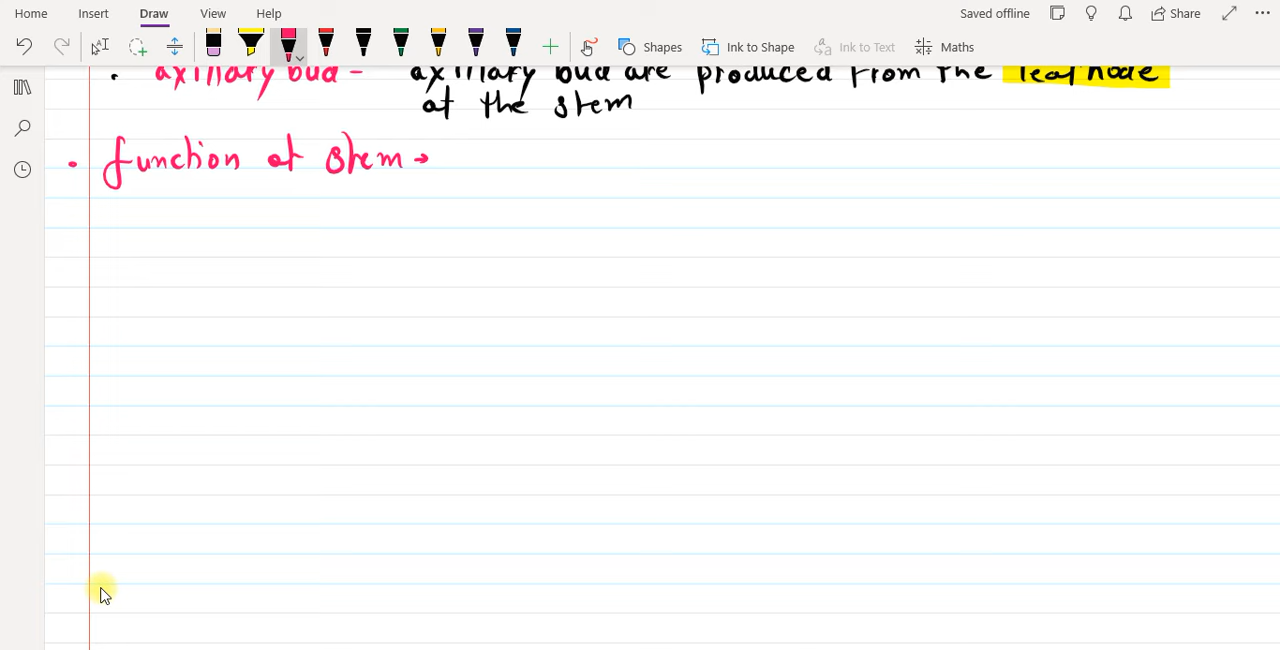 Home Insert Draw View Help Saved offline Share
Shapes Ink to Shape Ink to Text Maths
• axillary bud - axillary bud are produced from the leaf node
at the stem
• function of stem →